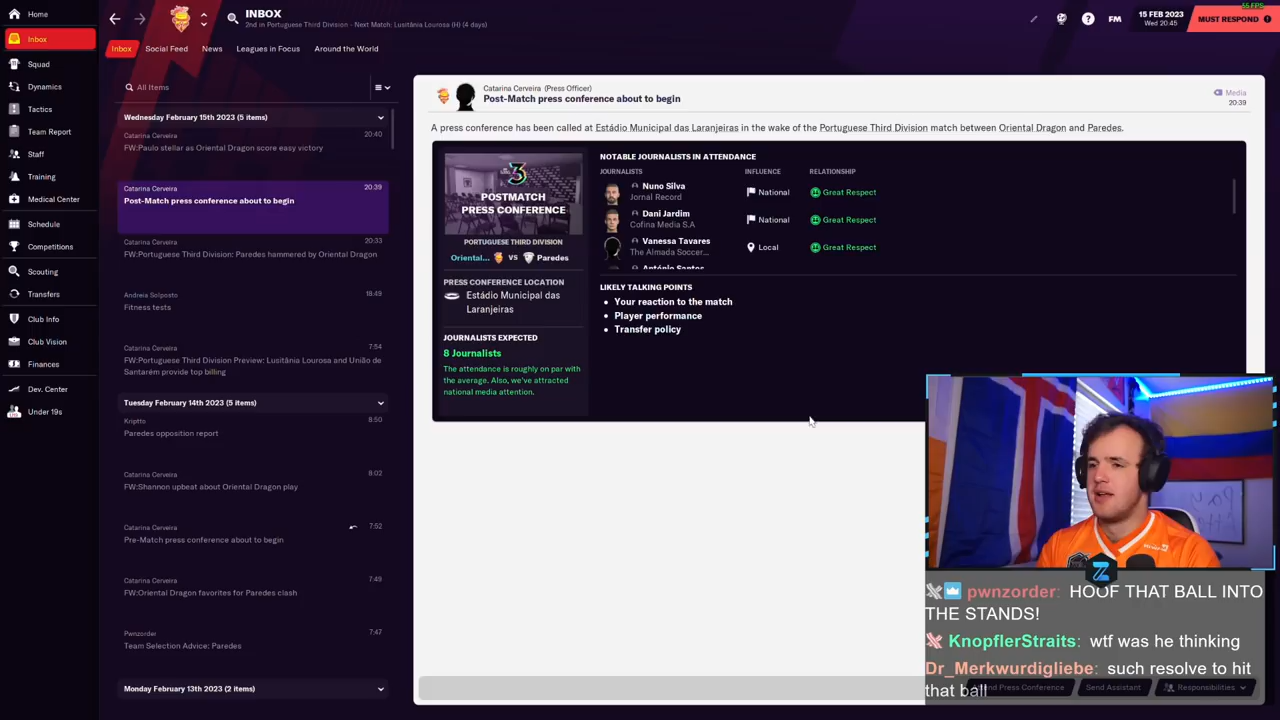 55 FPS
Home
Inbox
Squad
Dynamics
Tactics
Team Report
Staff
Training
Medical Center
Schedule
Competitions
Scouting
Transfers
Club Info
Club Vision
Finances
Dev. Center
Under 19s
INBOX
2nd in Portuguese Third Division - Next Match: Lusitânia Lourosa (H) (4 days)
FM
15 FEB 2023
Wed 20:45
MUST RESPOND
Inbox Social Feed News Leagues in Focus Around the World
All Items
Wednesday February 15th 2023 (5 items)
Catarina Cerveira 20:40
FW:Paulo stellar as Oriental Dragon score easy victory
Catarina Cerveira 20:39
Post-Match press conference about to begin
Catarina Cerveira 20:33
FW:Portuguese Third Division: Paredes hammered by Oriental Dragon
Andreia Solposto 18:49
Fitness tests
Catarina Cerveira 7:54
FW:Portuguese Third Division Preview: Lusitânia Lourosa and União de
Santarém provide top billing
Tuesday February 14th 2023 (5 items)
Kriptto 8:50
Paredes opposition report
Catarina Cerveira 8:02
FW:Shannon upbeat about Oriental Dragon play
Catarina Cerveira 7:52
Pre-Match press conference about to begin
Catarina Cerveira 7:49
FW:Oriental Dragon favorites for Paredes clash
Pwnzorder 7:47
Team Selection Advice: Paredes
Monday February 13th 2023 (2 items)
Catarina Cerveira (Press Officer)
Post-Match press conference about to begin
Media
20:39
A press conference has been called at Estádio Municipal das Laranjeiras in the wake of the Portuguese Third Division match between Oriental Dragon and Paredes.
3
POSTMATCH
PRESS CONFERENCE
PORTUGUESE THIRD DIVISION
Oriental... VS Paredes
PRESS CONFERENCE LOCATION
Estádio Municipal das
Laranjeiras
JOURNALISTS EXPECTED
8 Journalists
The attendance is roughly on par with
the average. Also, we've attracted
national media attention.
NOTABLE JOURNALISTS IN ATTENDANCE
JOURNALISTS INFLUENCE RELATIONSHIP
Nuno Silva National Great Respect
Jornal Record
Dani Jardim National Great Respect
Cofina Media S.A
Vanessa Tavares Local Great Respect
The Almada Soccer...
António Santos
LIKELY TALKING POINTS
Your reaction to the match
Player performance
Transfer policy
pwnzorder: HOOF THAT BALL INTO
THE STANDS!
KnopflerStraits: wtf was he thinking
Dr_Merkwurdigliebe: such resolve to hit
that ball
Press Conference Send Assistant Responsibilities